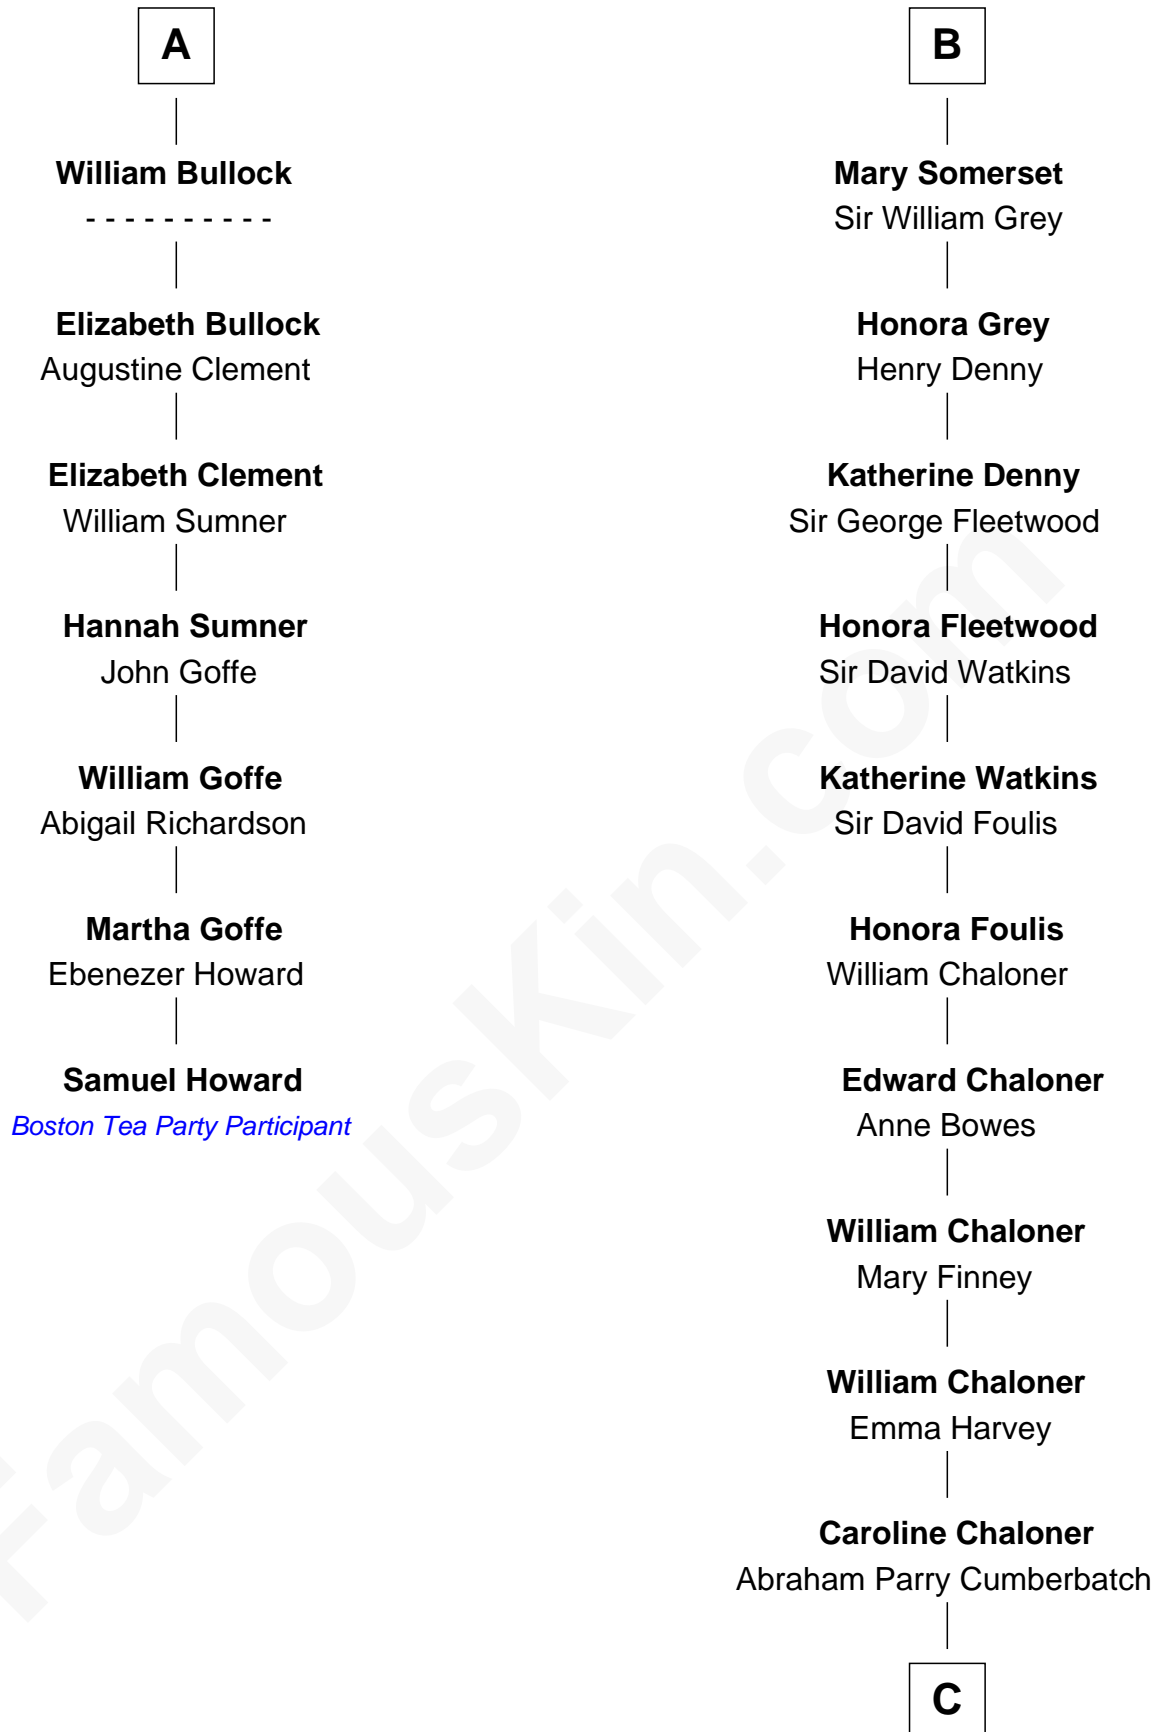 A
William Bullock
- - - - - - - - - -
Elizabeth Bullock
Augustine Clement
Elizabeth Clement
William Sumner
Hannah Sumner
John Goffe
William Goffe
Abigail Richardson
Martha Goffe
Ebenezer Howard
Samuel Howard
Boston Tea Party Participant
B
Mary Somerset
Sir William Grey
Honora Grey
Henry Denny
Katherine Denny
Sir George Fleetwood
Honora Fleetwood
Sir David Watkins
Katherine Watkins
Sir David Foulis
Honora Foulis
William Chaloner
Edward Chaloner
Anne Bowes
William Chaloner
Mary Finney
William Chaloner
Emma Harvey
Caroline Chaloner
Abraham Parry Cumberbatch
C
FamousKin.com